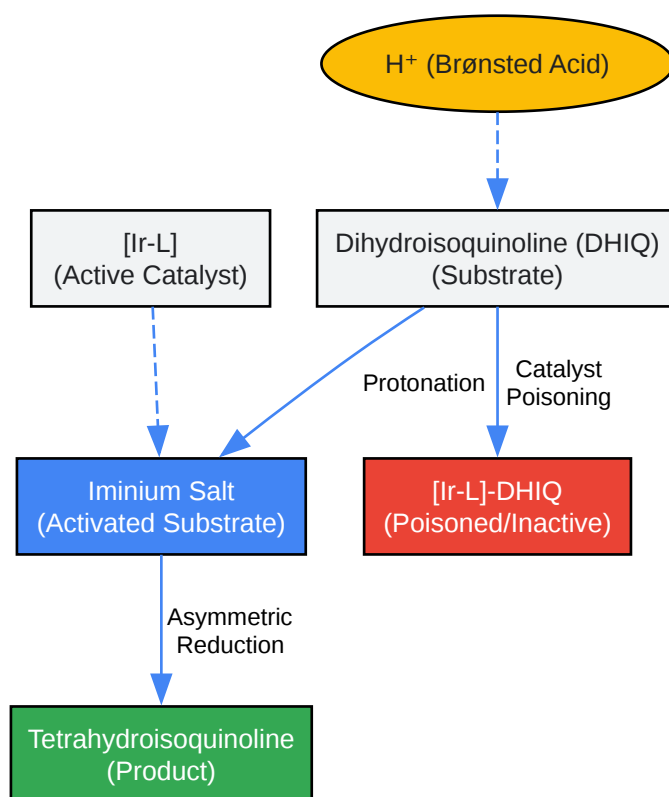 H⁺ (Brønsted Acid)
[Ir-L]
(Active Catalyst)
Dihydroisoquinoline (DHIQ)
(Substrate)
Protonation
Catalyst
Poisoning
Iminium Salt
(Activated Substrate)
[Ir-L]-DHIQ
(Poisoned/Inactive)
Asymmetric
Reduction
Tetrahydroisoquinoline
(Product)